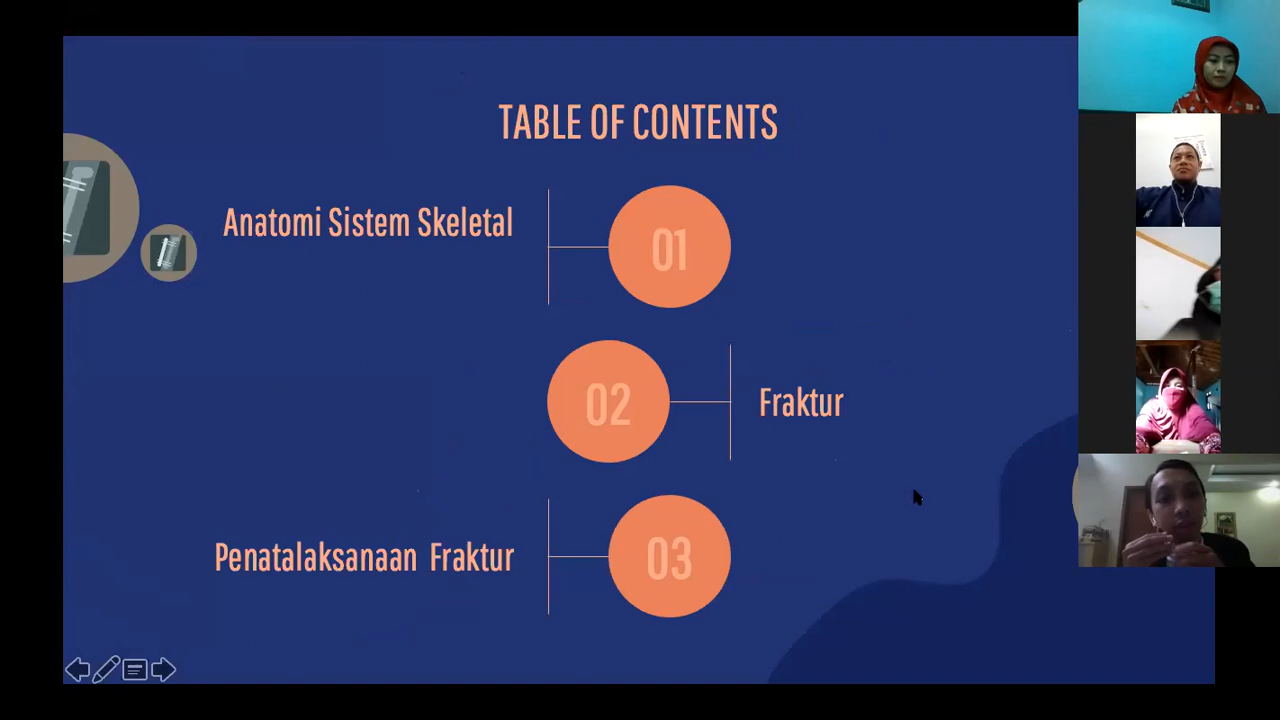 TABLE OF CONTENTS
Anatomi Sistem Skeletal
01
02
Fraktur
Penatalaksanaan Fraktur
03